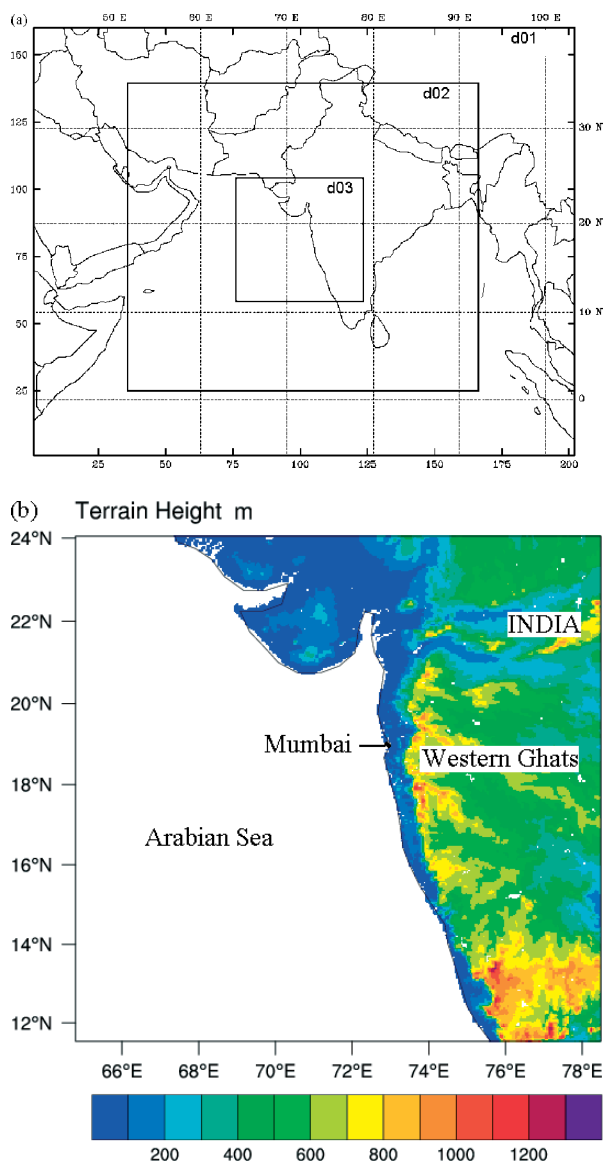 (a)
50 E 60 E 70 E 80 E 90 E 100 E
d01
160
150
d02
125
30 N
100
d03
20 N
75
50
10 N
25
0
25 50 75 100 125 150 175 200
(b) Terrain Height m
24°N
22°N
INDIA
20°N
Mumbai
Western Ghats
18°N
Arabian Sea
16°N
14°N
12°N
66°E 68°E 70°E 72°E 74°E 76°E 78°E
200 400 600 800 1000 1200